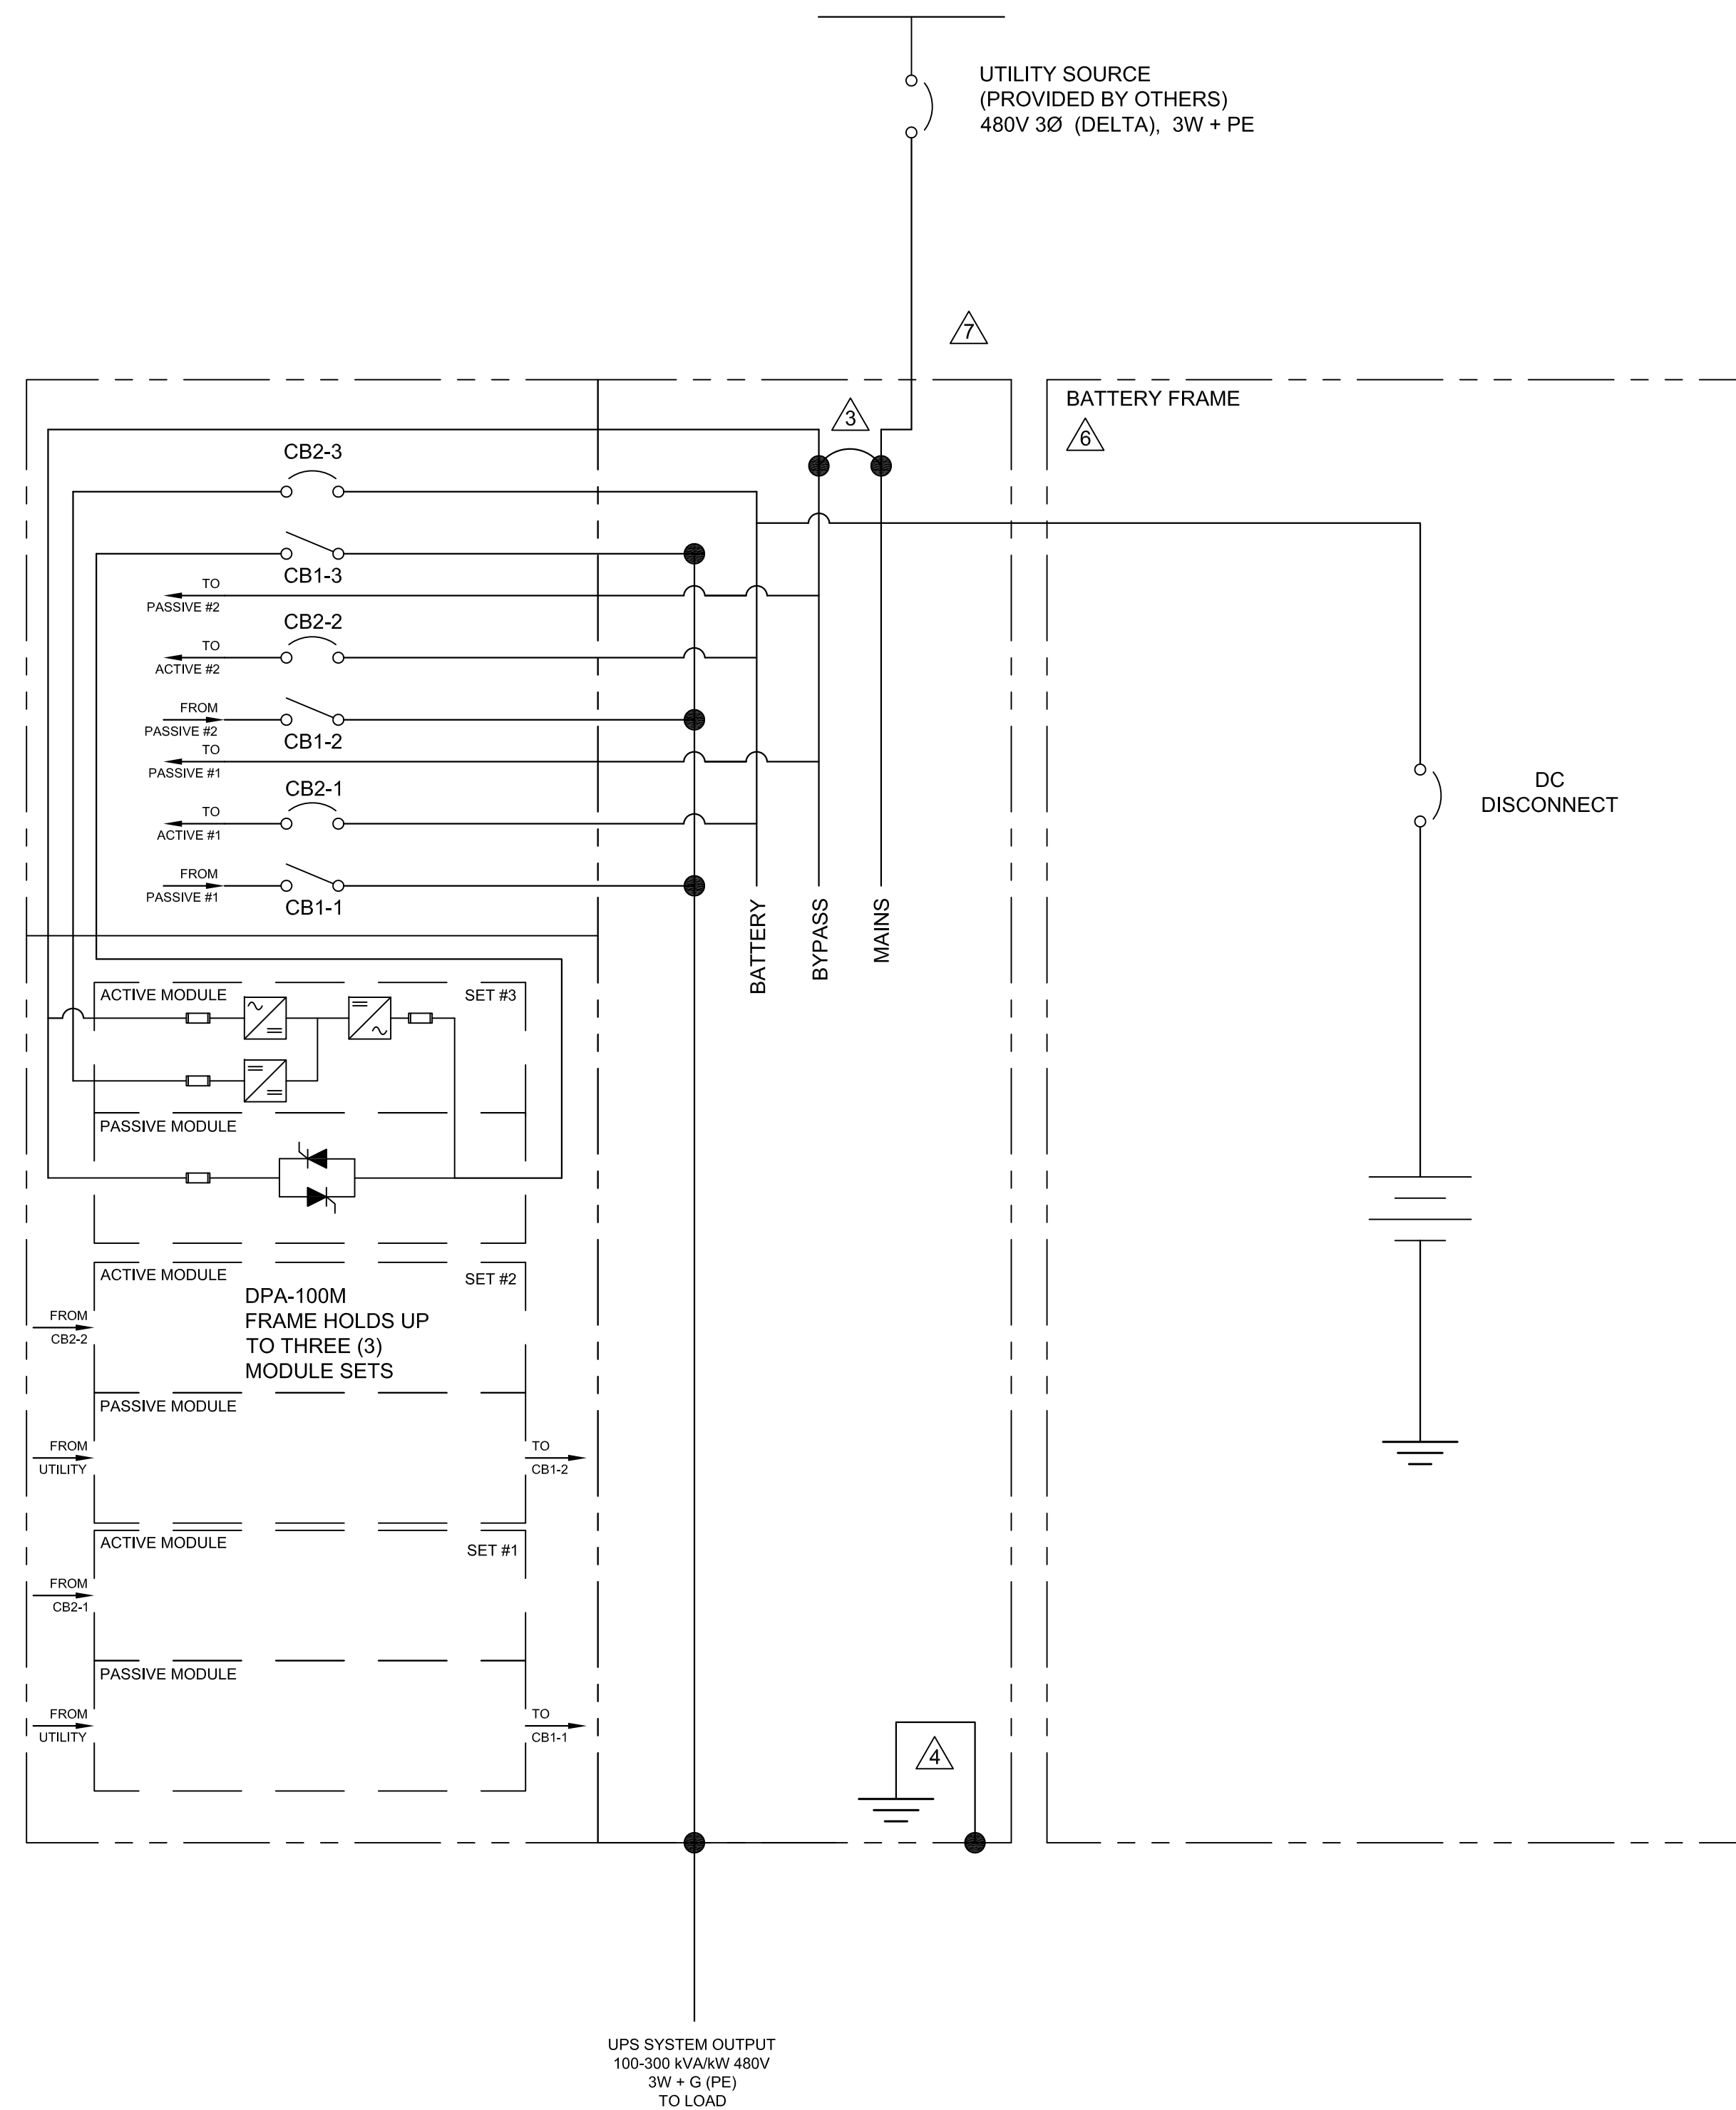 UTILITY SOURCE
(PROVIDED BY OTHERS)
480V 3Ø (DELTA), 3W + PE
7
BATTERY FRAME
6
3
CB2-3
CB1-3
TO
PASSIVE #2
CB2-2
TO
ACTIVE #2
FROM
PASSIVE #2
CB1-2
TO
PASSIVE #1
CB2-1
TO
ACTIVE #1
FROM
PASSIVE #1
CB1-1
BATTERY
BYPASS
MAINS
DC
DISCONNECT
ACTIVE MODULE
SET #3
PASSIVE MODULE
ACTIVE MODULE
SET #2
DPA-100M
FRAME HOLDS UP
TO THREE (3)
MODULE SETS
FROM
CB2-2
PASSIVE MODULE
FROM
UTILITY
TO
CB1-2
ACTIVE MODULE
SET #1
FROM
CB2-1
PASSIVE MODULE
FROM
UTILITY
TO
CB1-1
4
UPS SYSTEM OUTPUT
100-300 kVA/kW 480V
3W + G (PE)
TO LOAD